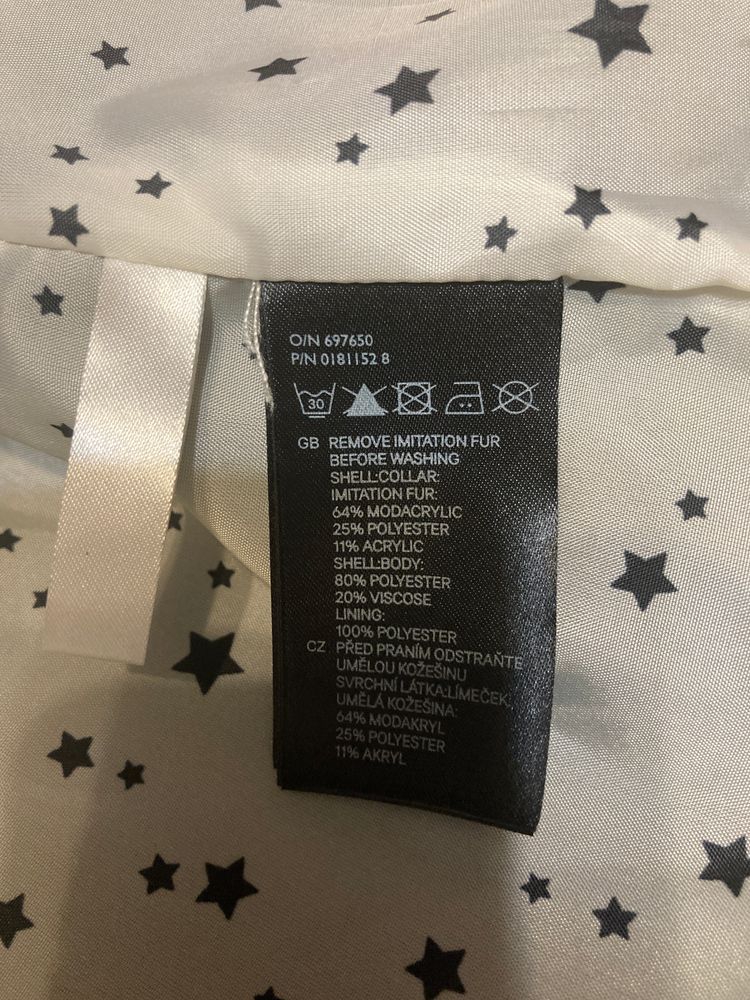 O/N 697650
P/N 0181152 8
30
GB REMOVE IMITATION FUR
BEFORE WASHING
SHELL:COLLAR:
IMITATION FUR:
64% MODACRYLIC
25% POLYESTER
11% ACRYLIC
SHELL:BODY:
80% POLYESTER
20% VISCOSE
LINING:
100% POLYESTER
CZ PŘED PRANÍM ODSTRAŇTE
UMĚLOU KOŽEŠINU
SVRCHNÍ LÁTKA:LÍMEČEK:
UMĚLÁ KOŽEŠINA:
64% MODAKRYL
25% POLYESTER
11% AKRYL